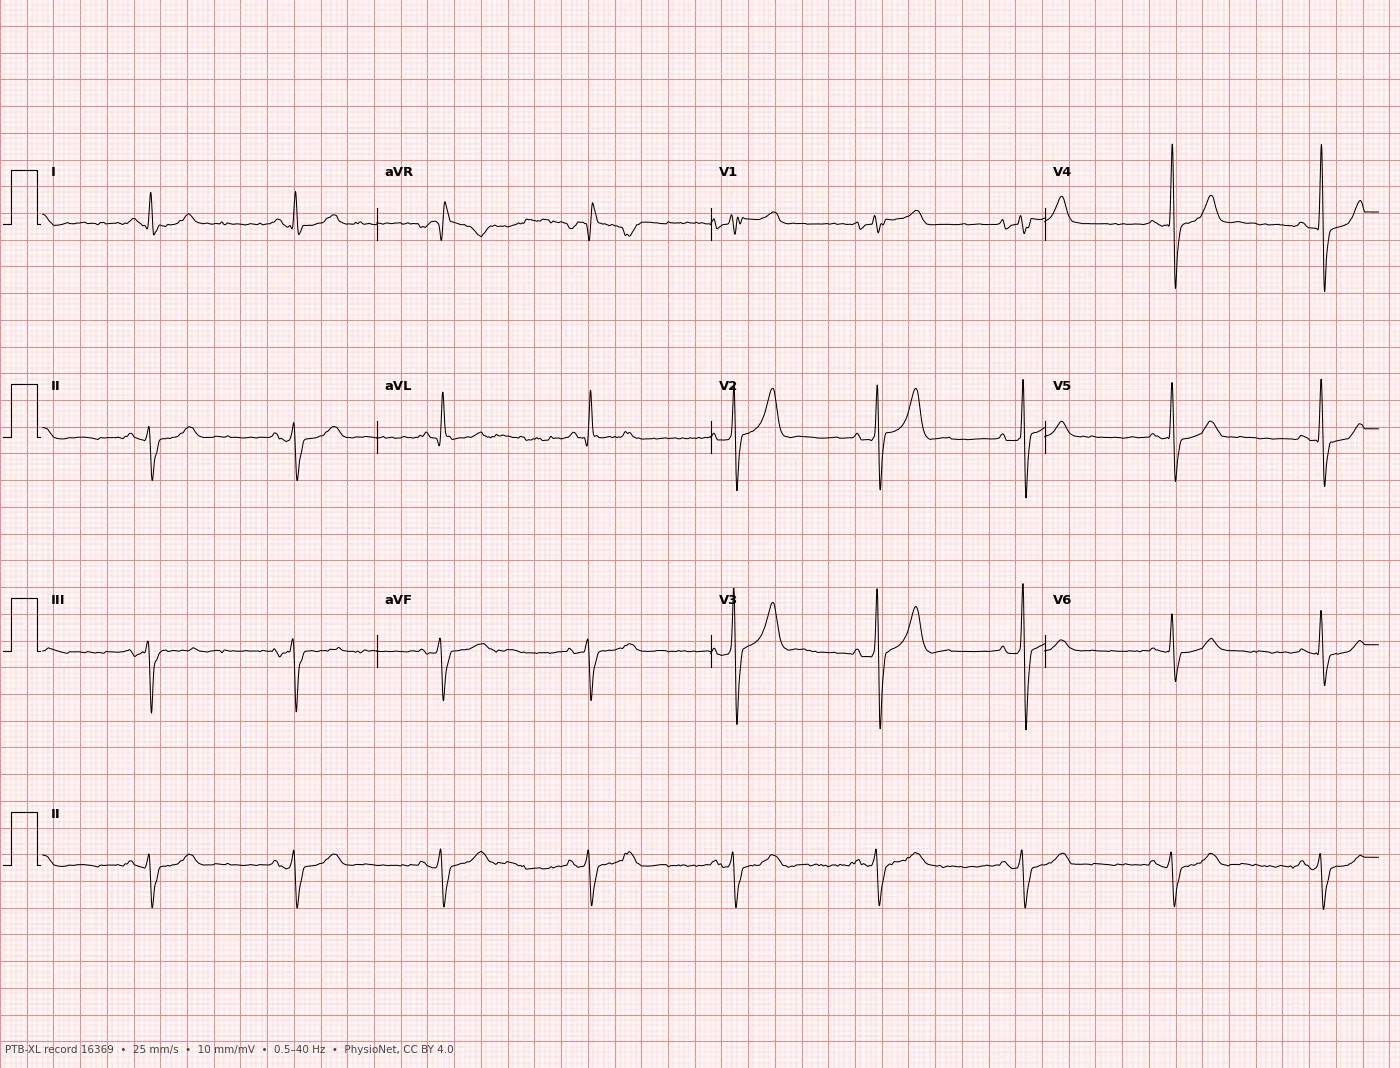 I aVR V1 V4
II aVL V2 V5
III aVF V3 V6
II
PTB-XL record 16369 • 25 mm/s • 10 mm/mV • 0.5–40 Hz • PhysioNet, CC BY 4.0